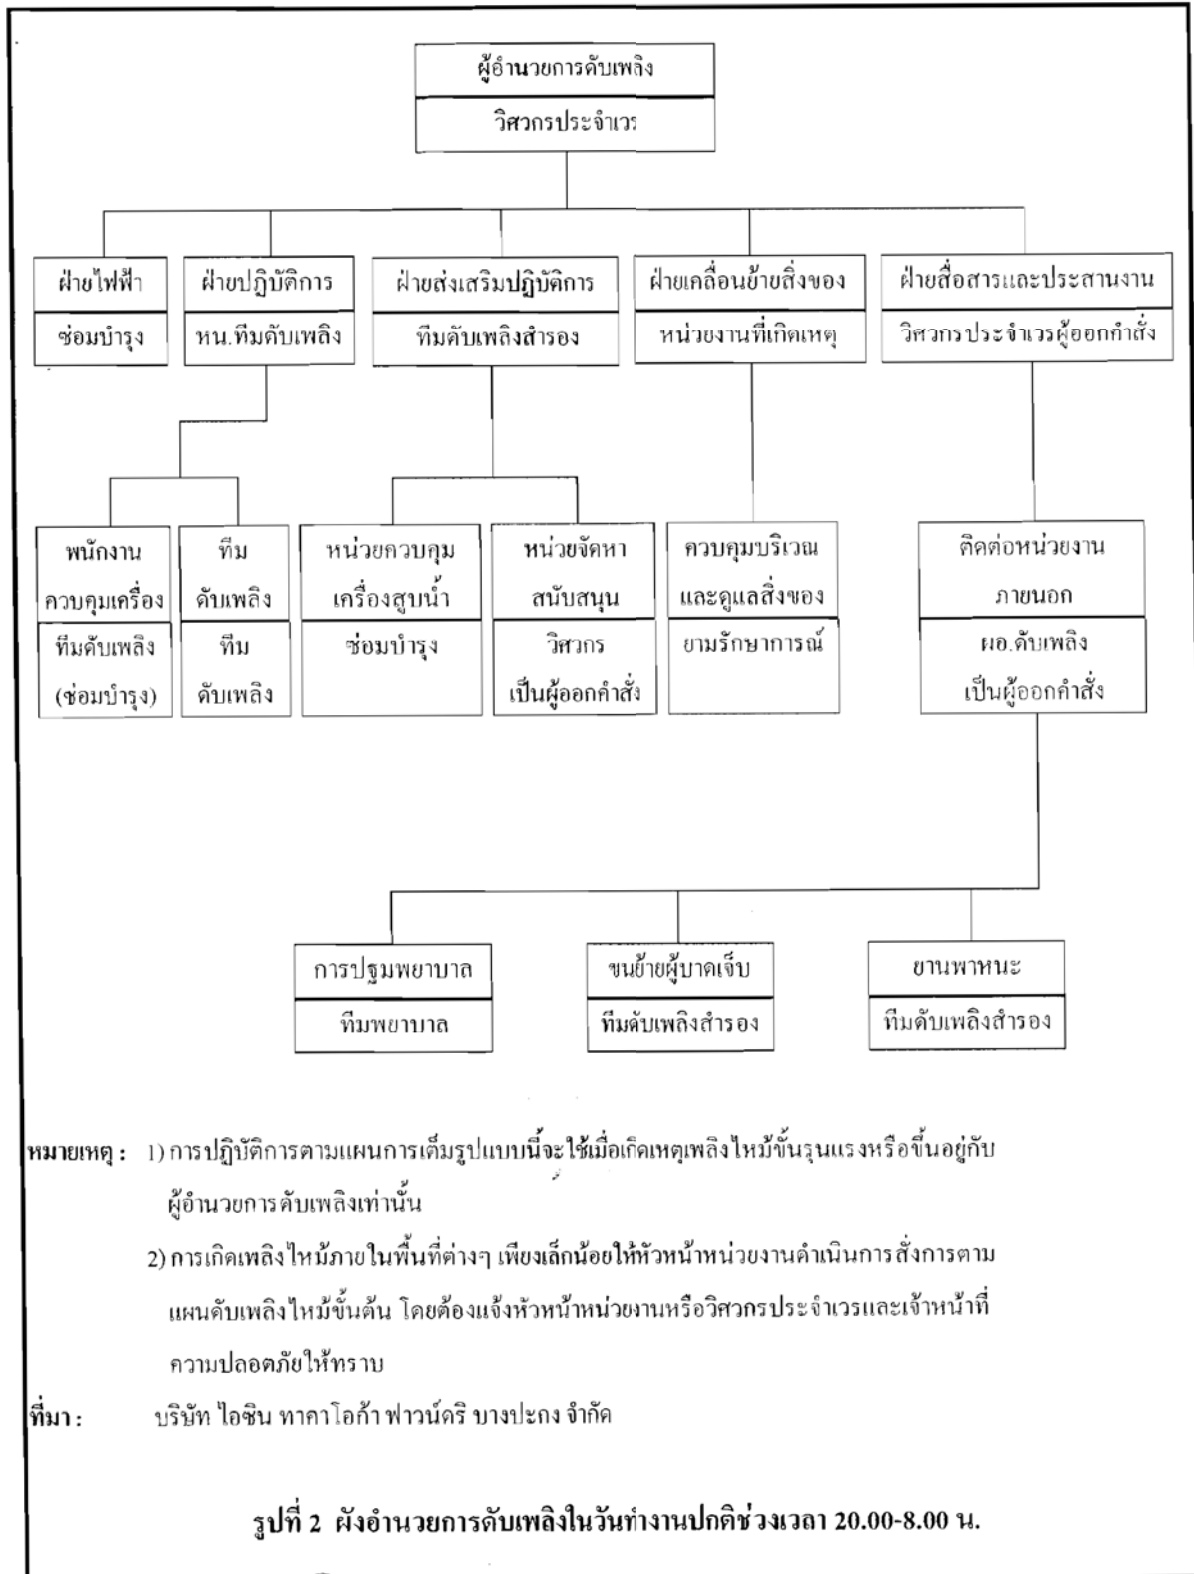 ผู้อำนวยการดับเพลิง
วิศวกรประจำเวร
ฝ่ายไฟฟ้า
ซ่อมบำรุง
ฝ่ายปฏิบัติการ
หน.ทีมดับเพลิง
ฝ่ายส่งเสริมปฏิบัติการ
ทีมดับเพลิงสำรอง
ฝ่ายเคลื่อนย้ายสิ่งของ
หน่วยงานที่เกิดเหตุ
ฝ่ายสื่อสารและประสานงาน
วิศวกรประจำเวรผู้ออกคำสั่ง
พนักงาน
ควบคุมเครื่อง
ทีมดับเพลิง
(ซ่อมบำรุง)
ทีม
ดับเพลิง
ทีม
ดับเพลิง
หน่วยควบคุม
เครื่องสูบน้ำ
ซ่อมบำรุง
หน่วยจัดหา
สนับสนุน
วิศวกร
เป็นผู้ออกคำสั่ง
ควบคุมบริเวณ
และดูแลสิ่งของ
ยามรักษาการณ์
ติดต่อหน่วยงาน
ภายนอก
ผอ.ดับเพลิง
เป็นผู้ออกคำสั่ง
การปฐมพยาบาล
ทีมพยาบาล
ขนย้ายผู้บาดเจ็บ
ทีมดับเพลิงสำรอง
ยานพาหนะ
ทีมดับเพลิงสำรอง
หมายเหตุ : 1) การปฏิบัติการตามแผนการเต็มรูปแบบนี้จะใช้เมื่อเกิดเหตุเพลิงไหม้ขั้นรุนแรงหรือขึ้นอยู่กับ
ผู้อำนวยการดับเพลิงเท่านั้น
2) การเกิดเพลิงไหม้ภายในพื้นที่ต่างๆ เพียงเล็กน้อยให้หัวหน้าหน่วยงานดำเนินการสั่งการตาม
แผนดับเพลิงไหม้ขั้นต้น โดยต้องแจ้งหัวหน้าหน่วยงานหรือวิศวกรประจำเวรและเจ้าหน้าที่
ความปลอดภัยให้ทราบ
ที่มา : บริษัท ไอซิน ทาคาโอก้า ฟาวน์ดริ บางปะกง จำกัด
รูปที่ 2 ผังอำนวยการดับเพลิงในวันทำงานปกติช่วงเวลา 20.00-8.00 น.